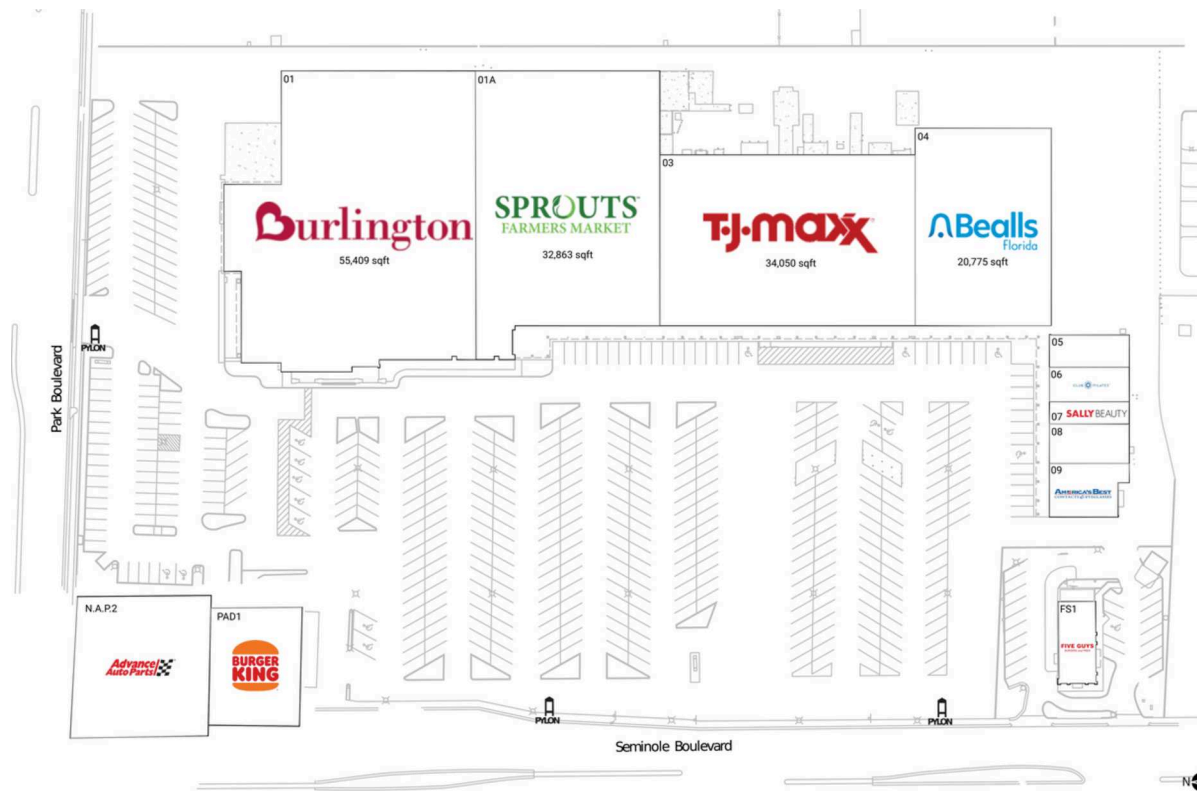 01
01A
03
04
Burlington
55,409 sqft
SPROUTS
FARMERS MARKET
32,863 sqft
T·J·maxx
34,050 sqft
Bealls
Florida
20,775 sqft
PYLON
Park Boulevard
05
06
07 SALLY BEAUTY
08
09
AMERICA'S BEST
N.A.P.2
Advance
Auto Parts
PAD1
BURGER
KING
FS1
FIVE GUYS
PYLON
PYLON
Seminole Boulevard
N